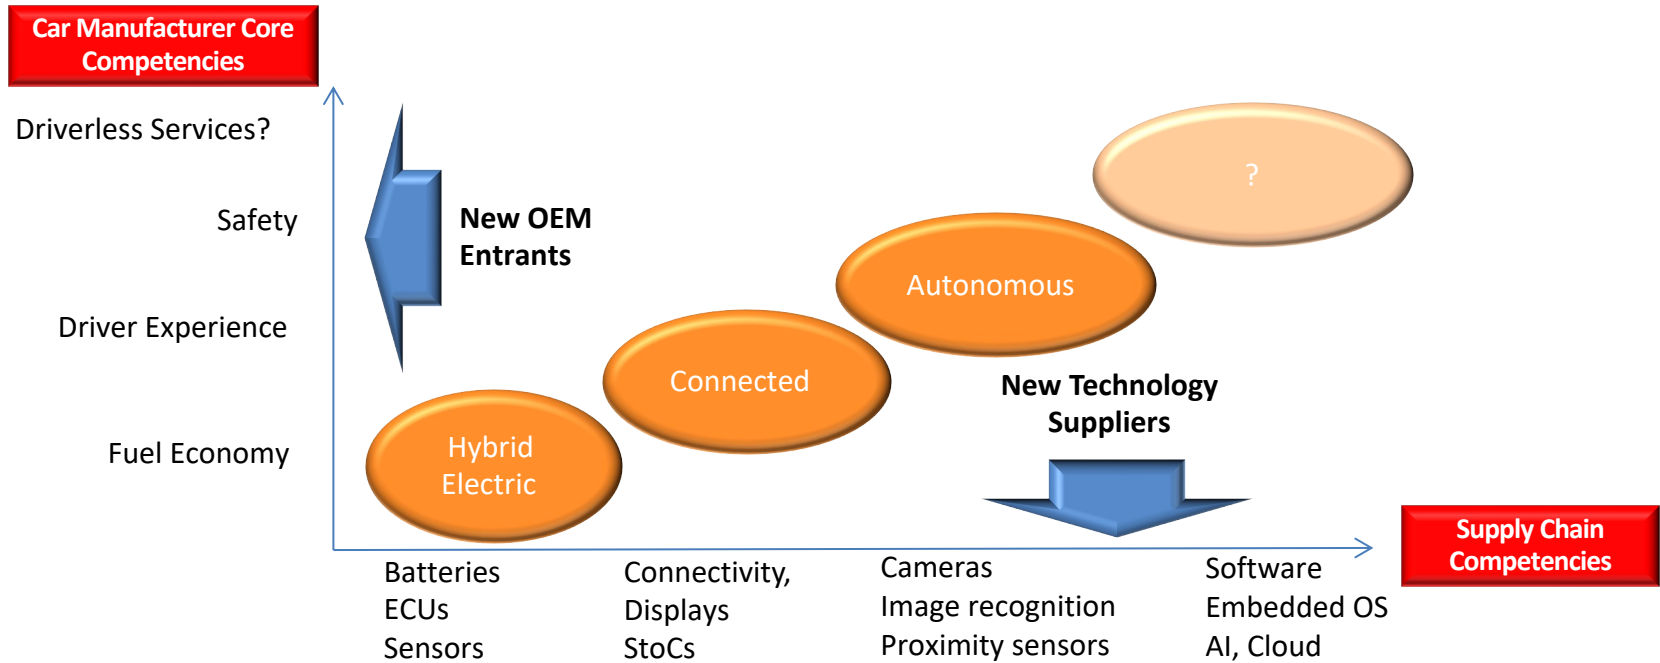 Car Manufacturer Core
Competencies
Driverless Services?
Safety
Driver Experience
Fuel Economy
New OEM
Entrants
?
Autonomous
Connected
Hybrid
Electric
New Technology
Suppliers
Supply Chain
Competencies
Batteries
ECUs
Sensors
Connectivity,
Displays
StoCs
Cameras
Image recognition
Proximity sensors
Software
Embedded OS
AI, Cloud